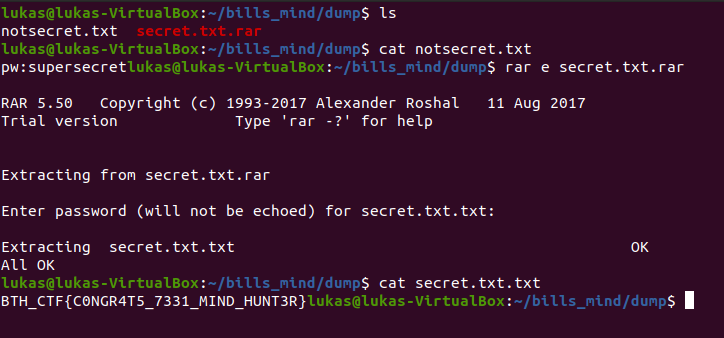 lukas@lukas-VirtualBox:~/bills_mind/dump$ ls
notsecret.txt  secret.txt.rar
lukas@lukas-VirtualBox:~/bills_mind/dump$ cat notsecret.txt
pw:supersecretlukas@lukas-VirtualBox:~/bills_mind/dump$ rar e secret.txt.rar
RAR 5.50   Copyright (c) 1993-2017 Alexander Roshal   11 Aug 2017
Trial version             Type 'rar -?' for help
Extracting from secret.txt.rar
Enter password (will not be echoed) for secret.txt.txt:
Extracting  secret.txt.txt                                            OK
All OK
lukas@lukas-VirtualBox:~/bills_mind/dump$ cat secret.txt.txt
BTH_CTF{C0NGR4T5_7331_MIND_HUNT3R}lukas@lukas-VirtualBox:~/bills_mind/dump$